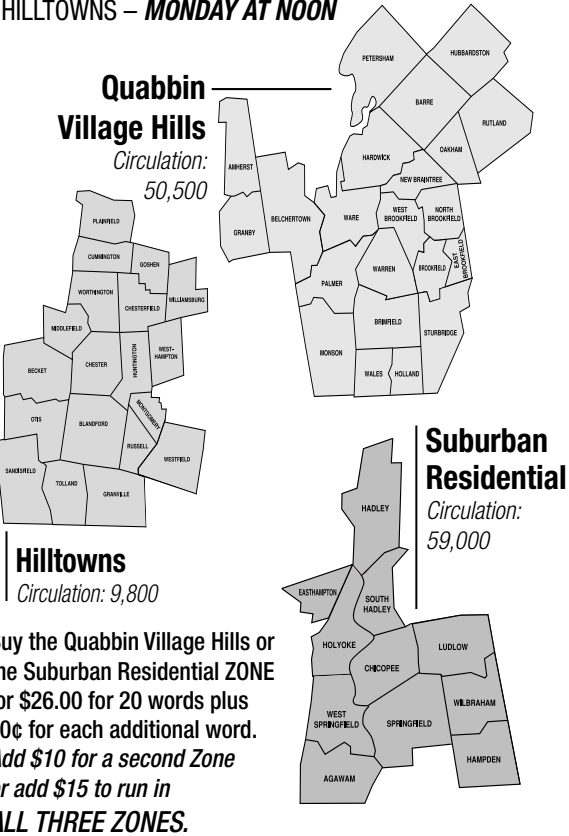 HILLTOWNS – MONDAY AT NOON
Quabbin
Village Hills
Circulation:
50,500
PETERSHAM
HUBBARDSTON
BARRE
RUTLAND
OAKHAM
HARDWICK
NEW BRAINTREE
AMHERST
GRANBY
BELCHERTOWN
WARE
WEST
BROOKFIELD
NORTH
BROOKFIELD
EAST
BROOKFIELD
BROOKFIELD
WARREN
PALMER
BRIMFIELD
STURBRIDGE
MONSON
WALES
HOLLAND
PLAINFIELD
CUMMINGTON
GOSHEN
WORTHINGTON
CHESTERFIELD
WILLIAMSBURG
MIDDLEFIELD
HUNTINGTON
WEST-
HAMPTON
BECKET
CHESTER
MONTGOMERY
OTIS
BLANDFORD
RUSSELL
WESTFIELD
SANDISFIELD
TOLLAND
GRANVILLE
Hilltowns
Circulation: 9,800
Suburban
Residential
Circulation:
59,000
HADLEY
EASTHAMPTON
SOUTH
HADLEY
HOLYOKE
CHICOPEE
LUDLOW
WEST
SPRINGFIELD
SPRINGFIELD
WILBRAHAM
HAMPDEN
AGAWAM
uy the Quabbin Village Hills or
he Suburban Residential ZONE
or $26.00 for 20 words plus
0¢ for each additional word.
Add $10 for a second Zone
r add $15 to run in
ALL THREE ZONES.